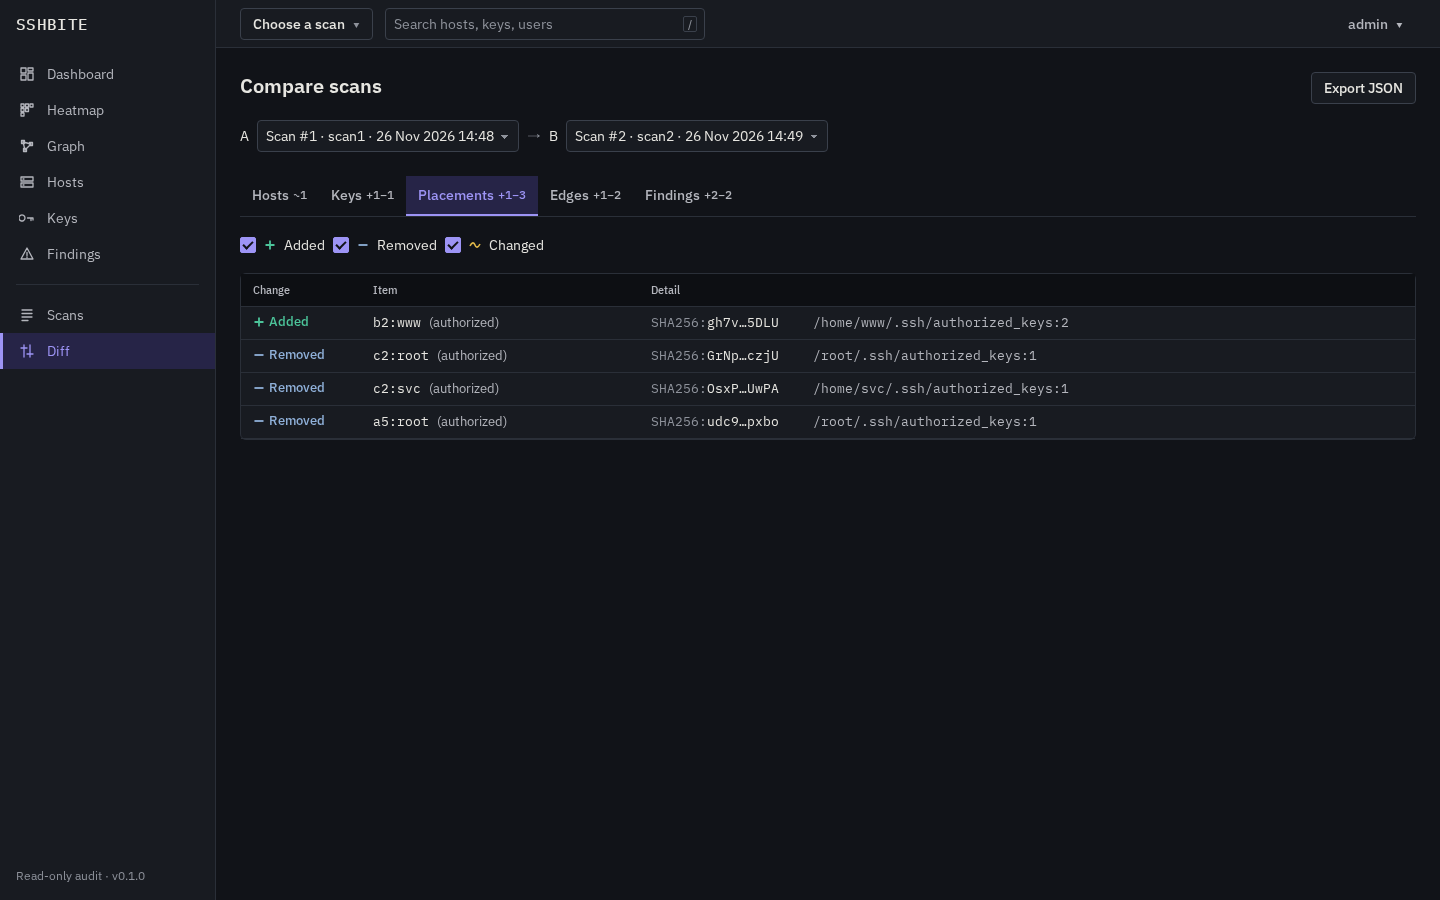 SSHBITE
Choose a scan ▾
Search hosts, keys, users /
admin ▾
Dashboard
Heatmap
Graph
Hosts
Keys
Findings
Scans
Diff
Read-only audit · v0.1.0
Compare scans
Export JSON
A Scan #1 · scan1 · 26 Nov 2026 14:48 → B Scan #2 · scan2 · 26 Nov 2026 14:49
Hosts ~1 Keys +1−1 Placements +1−3 Edges +1−2 Findings +2−2
+ Added − Removed ~ Changed
Change Item Detail
+ Added b2:www (authorized) SHA256:gh7v…5DLU /home/www/.ssh/authorized_keys:2
− Removed c2:root (authorized) SHA256:GrNp…czjU /root/.ssh/authorized_keys:1
− Removed c2:svc (authorized) SHA256:OsxP…UwPA /home/svc/.ssh/authorized_keys:1
− Removed a5:root (authorized) SHA256:udc9…pxbo /root/.ssh/authorized_keys:1